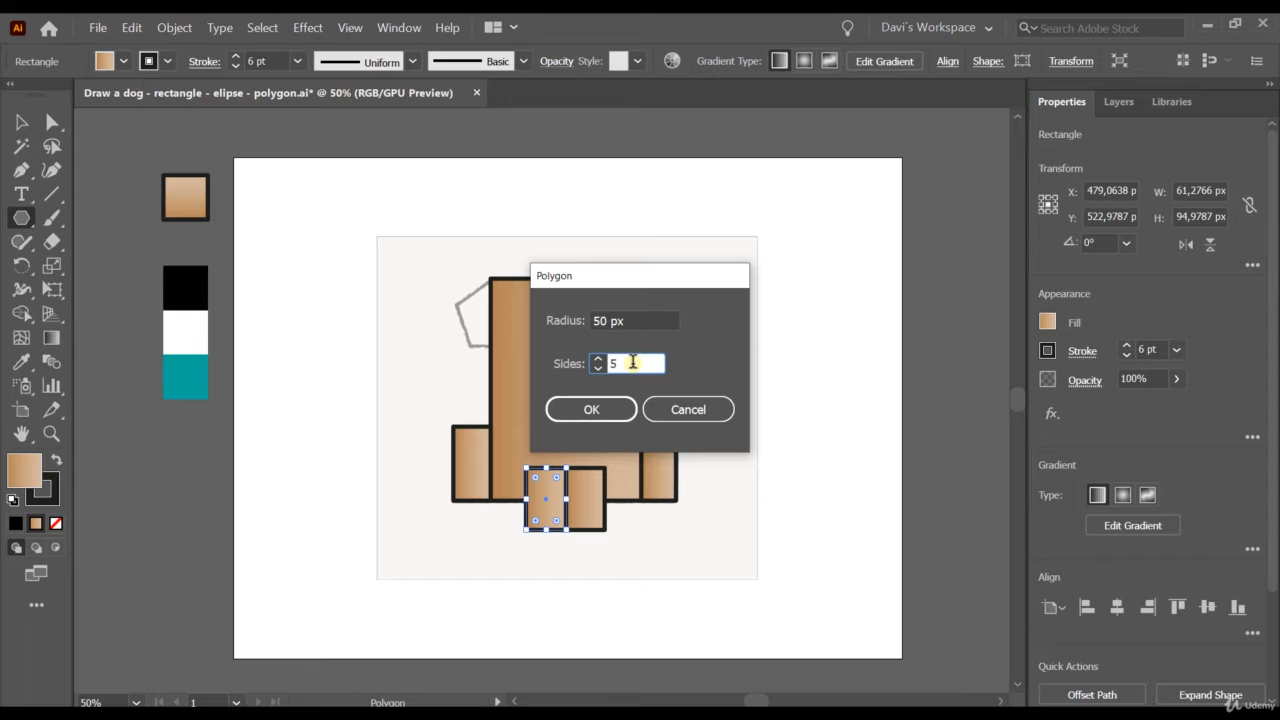 Ai File Edit Object Type Select Effect View Window Help Davi's Workspace Search Adobe Stock
Rectangle Stroke: 6 pt Uniform Basic Opacity Style: Gradient Type: Edit Gradient Align Shape: Transform
Draw a dog - rectangle - elipse - polygon.ai* @ 50% (RGB/GPU Preview)
Properties Layers Libraries
Rectangle
Transform
X: 479,0638 p W: 61,2766 px
Y: 522,9787 p H: 94,9787 px
0°
Appearance
Fill
Stroke 6 pt
Opacity 100%
fx.
Gradient
Type:
Edit Gradient
Align
Quick Actions
Offset Path Expand Shape
Polygon
Radius: 50 px
Sides: 5
OK Cancel
50% 1 Polygon
Udemy